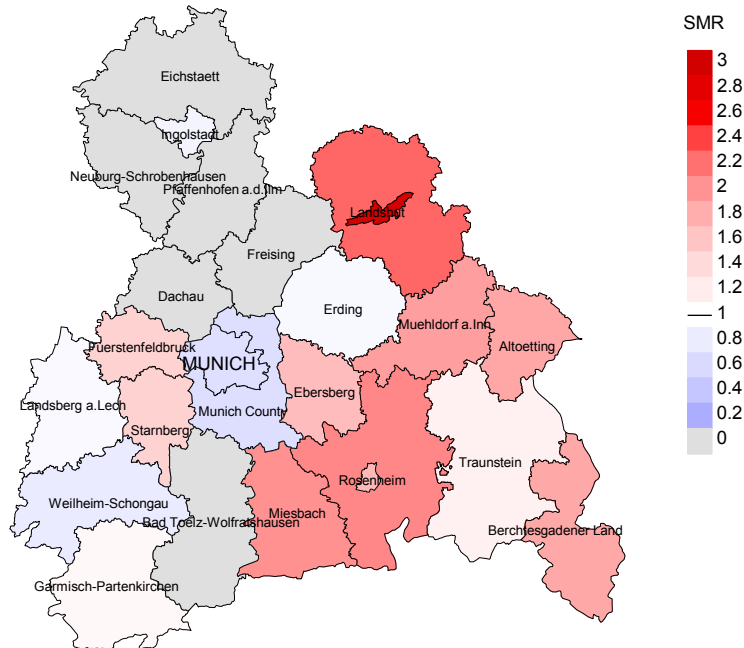 SMR
3
2.8
2.6
2.4
2.2
2
1.8
1.6
1.4
1.2
1
0.8
0.6
0.4
0.2
0
Eichstaett
Ingolstadt
Neuburg-Schrobenhausen
Pfaffenhofen a.d.Ilm
Landshut
Freising
Dachau
Erding
Muehldorf a.Inn
Fuerstenfeldbruck
Altoetting
MUNICH
Ebersberg
Landsberg a.Lech
Munich County
Starnberg
Traunstein
Rosenheim
Weilheim-Schongau
Miesbach
Bad Toelz-Wolfratshausen
Berchtesgadener Land
Garmisch-Partenkirchen